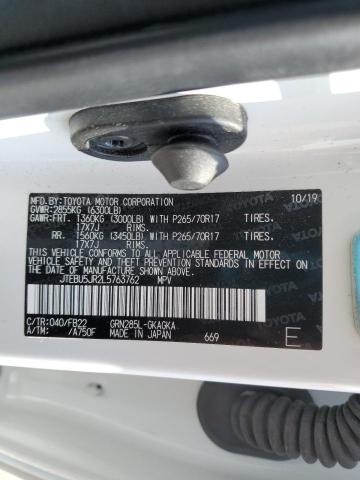 MFD.BY:TOYOTA MOTOR CORPORATION 10/19
GVWR:2855KG (6300LB)
GAWR:FRT. 1360KG (3000LB) WITH P265/70R17 TIRES.
17X7J RIMS.
RR. 1560KG (3450LB) WITH P265/70R17 TIRES.
17X7J RIMS.
THIS VEHICLE CONFORMS TO ALL APPLICABLE FEDERAL MOTOR
VEHICLE SAFETY AND THEFT PREVENTION STANDARDS IN
EFFECT ON THE DATE OF MANUFACTURE SHOWN ABOVE.
JTEBU5JR2L5763762 MPV
C/TR:040/FB22 GRN285L-GKAGKA
A/TM: /A750F MADE IN JAPAN 669 E